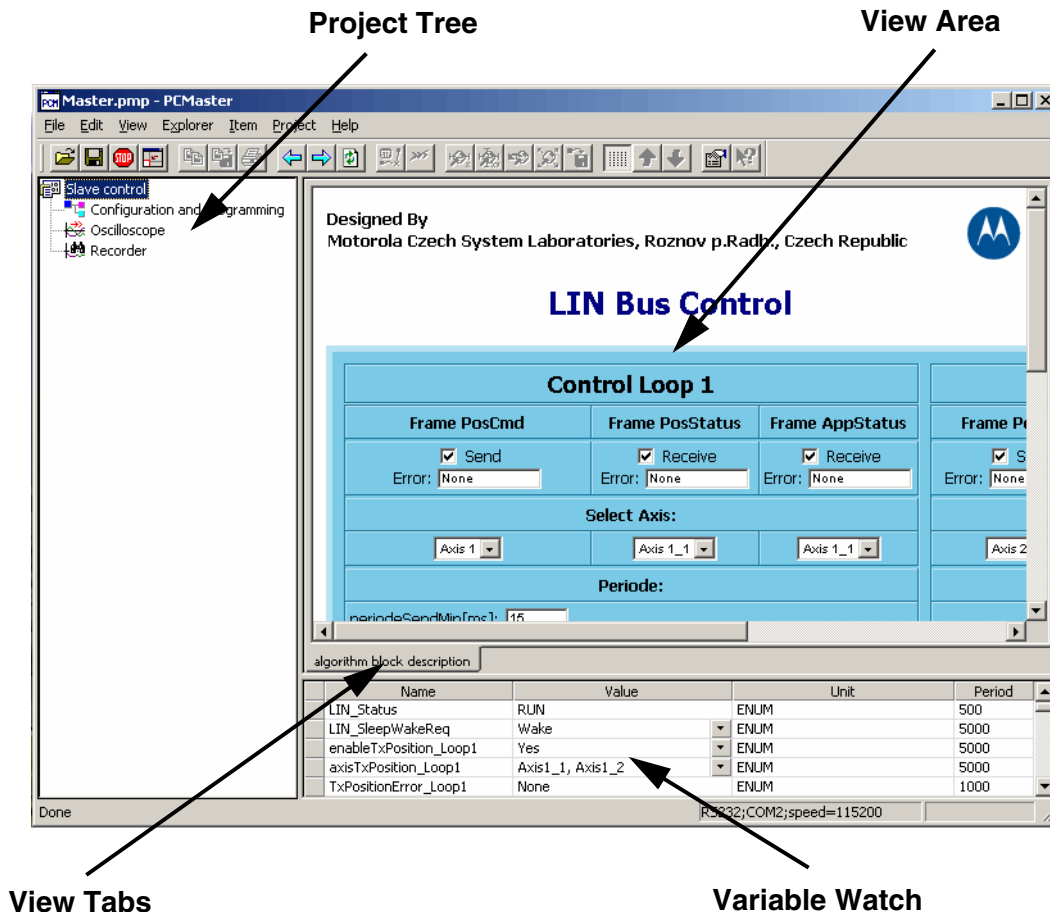 Project Tree
View Area
PCM Master.pmp - PCMaster
File Edit View Explorer Item Project Help
STOP
Slave control
Configuration and programming
Oscilloscope
Recorder
Designed By
Motorola Czech System Laboratories, Roznov p.Radh., Czech Republic
LIN Bus Control
Control Loop 1
Frame PosCmd Frame PosStatus Frame AppStatus Frame P
Send Receive Receive S
Error: None Error: None Error: None Error: None
Select Axis:
Axis 1 Axis 1_1 Axis 1_1 Axis 2
Periode:
periodeSendMin[ms]: 15
algorithm block description
Name Value Unit Period
LIN_Status RUN ENUM 500
LIN_SleepWakeReq Wake ENUM 5000
enableTxPosition_Loop1 Yes ENUM 5000
axisTxPosition_Loop1 Axis1_1, Axis1_2 ENUM 5000
TxPositionError_Loop1 None ENUM 1000
Done RS232;COM2;speed=115200
View Tabs
Variable Watch